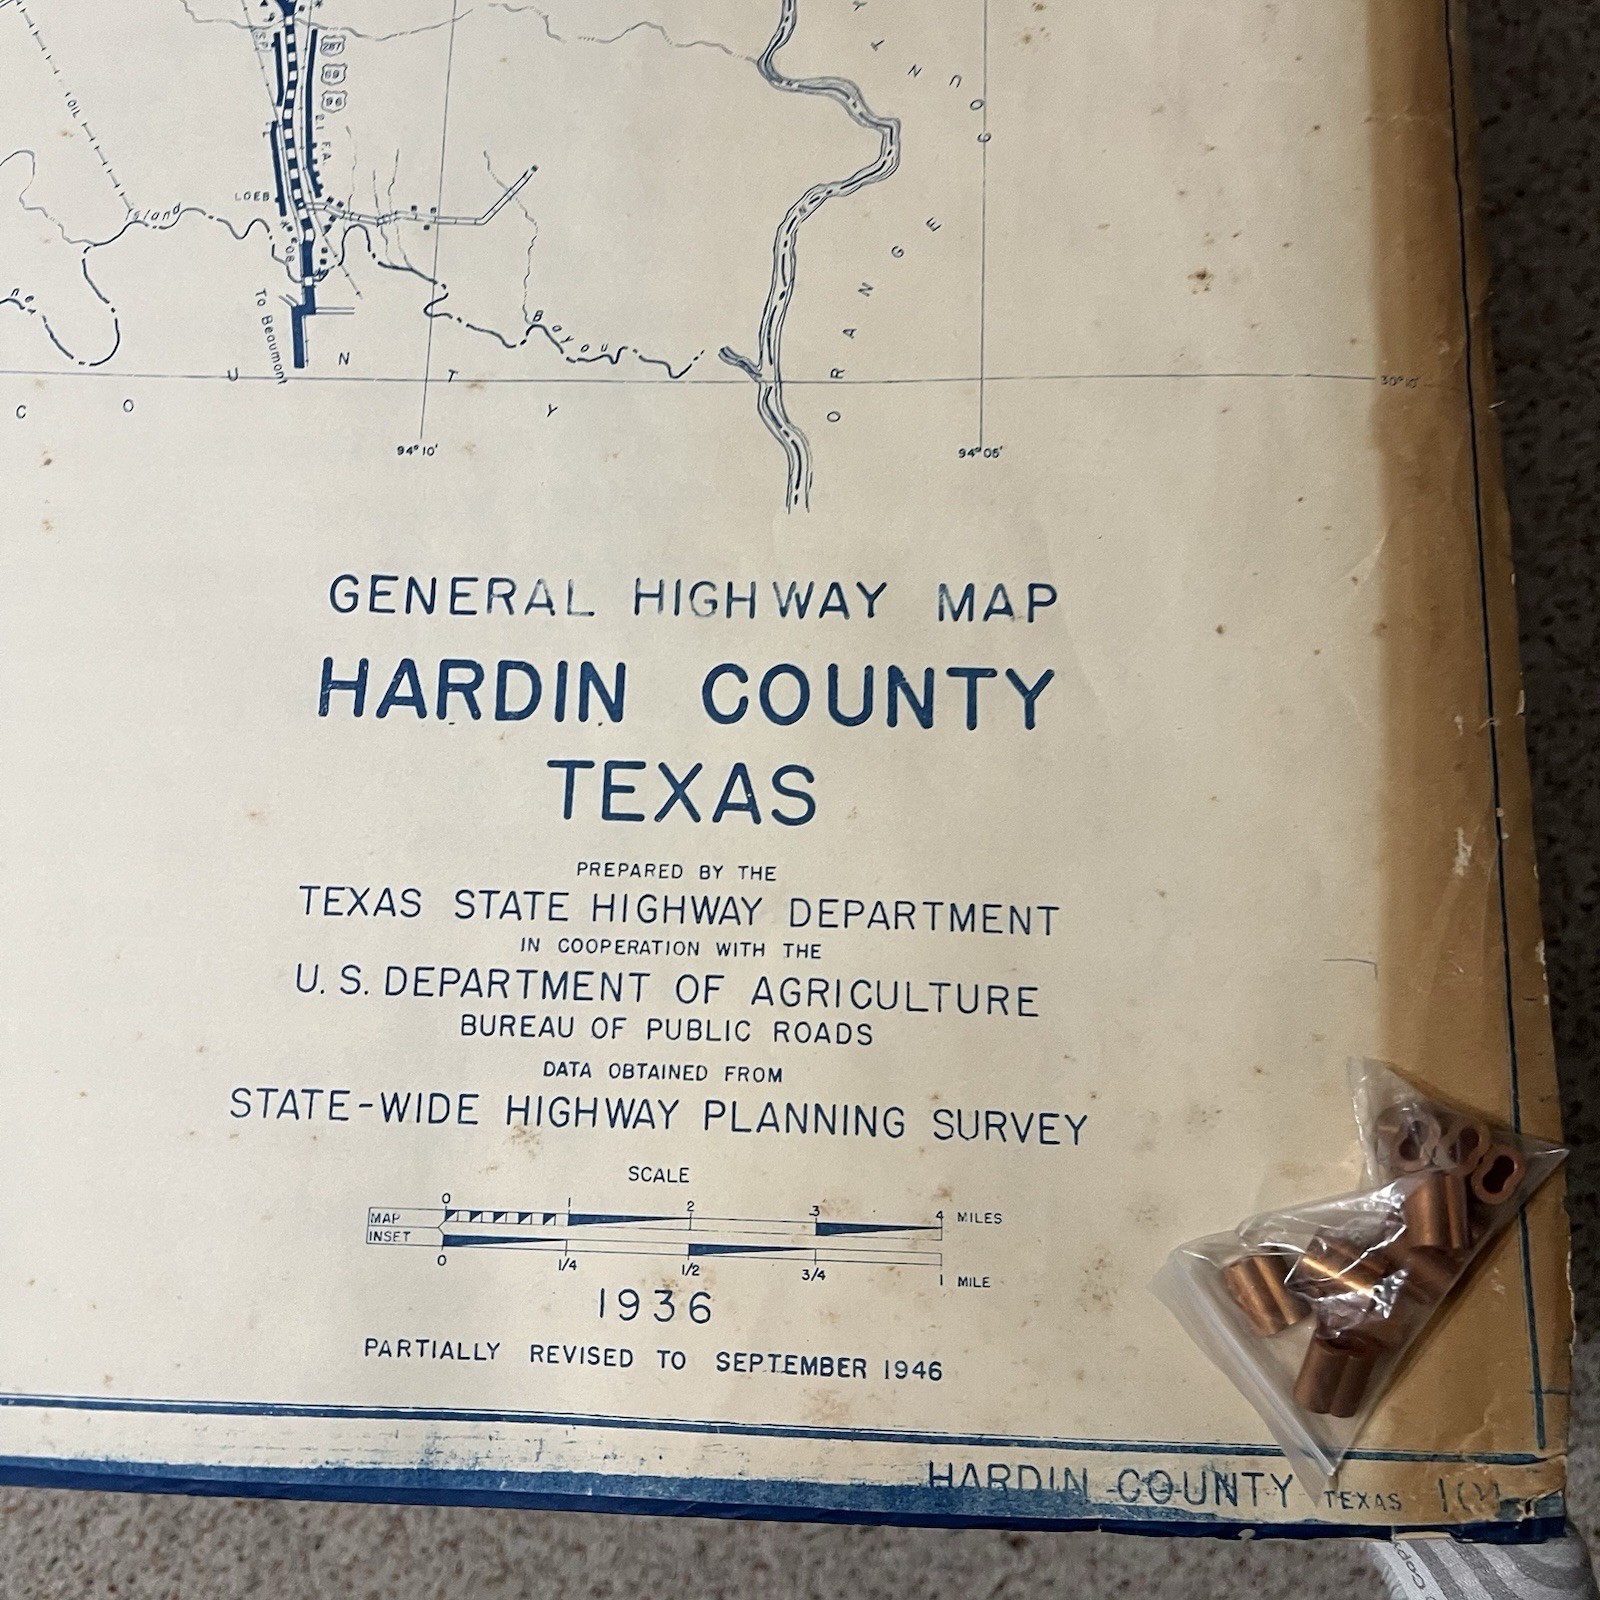 287
69
96
OIL
F.A.
LOEB
Island
To Beaumont
Bayou
C O U N T Y
O R A N G E
C O U N T Y
30°10'
94°10'
94°05'
GENERAL HIGHWAY MAP
HARDIN COUNTY
TEXAS
PREPARED BY THE
TEXAS STATE HIGHWAY DEPARTMENT
IN COOPERATION WITH THE
U. S. DEPARTMENT OF AGRICULTURE
BUREAU OF PUBLIC ROADS
DATA OBTAINED FROM
STATE-WIDE HIGHWAY PLANNING SURVEY
SCALE
0 1 2 3 4 MILES
MAP
INSET
0 1/4 1/2 3/4 1 MILE
1936
PARTIALLY REVISED TO SEPTEMBER 1946
HARDIN COUNTY TEXAS